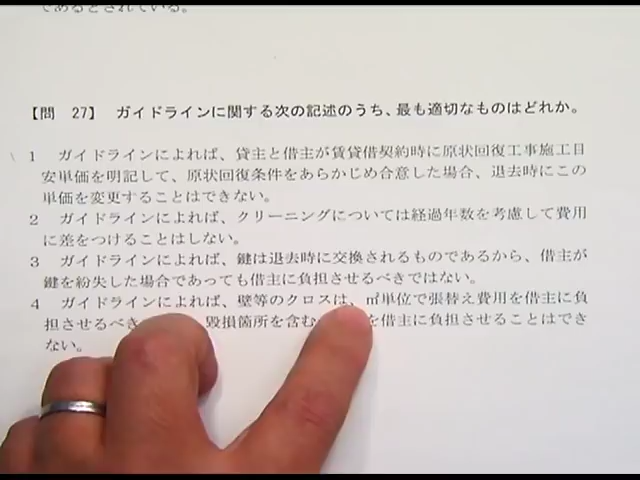 であるとされている。
【問 27】 ガイドラインに関する次の記述のうち、最も適切なものはどれか。
1 ガイドラインによれば、貸主と借主が賃貸借契約時に原状回復工事施工目
安単価を明記して、原状回復条件をあらかじめ合意した場合、退去時にこの
単価を変更することはできない。
2 ガイドラインによれば、クリーニングについては経過年数を考慮して費用
に差をつけることはしない。
3 ガイドラインによれば、鍵は退去時に交換されるものであるから、借主が
鍵を紛失した場合であっても借主に負担させるべきではない。
4 ガイドラインによれば、壁等のクロスは、㎡単位で張替え費用を借主に負
担させるべき 毀損箇所を含む を借主に負担させることはでき
ない。